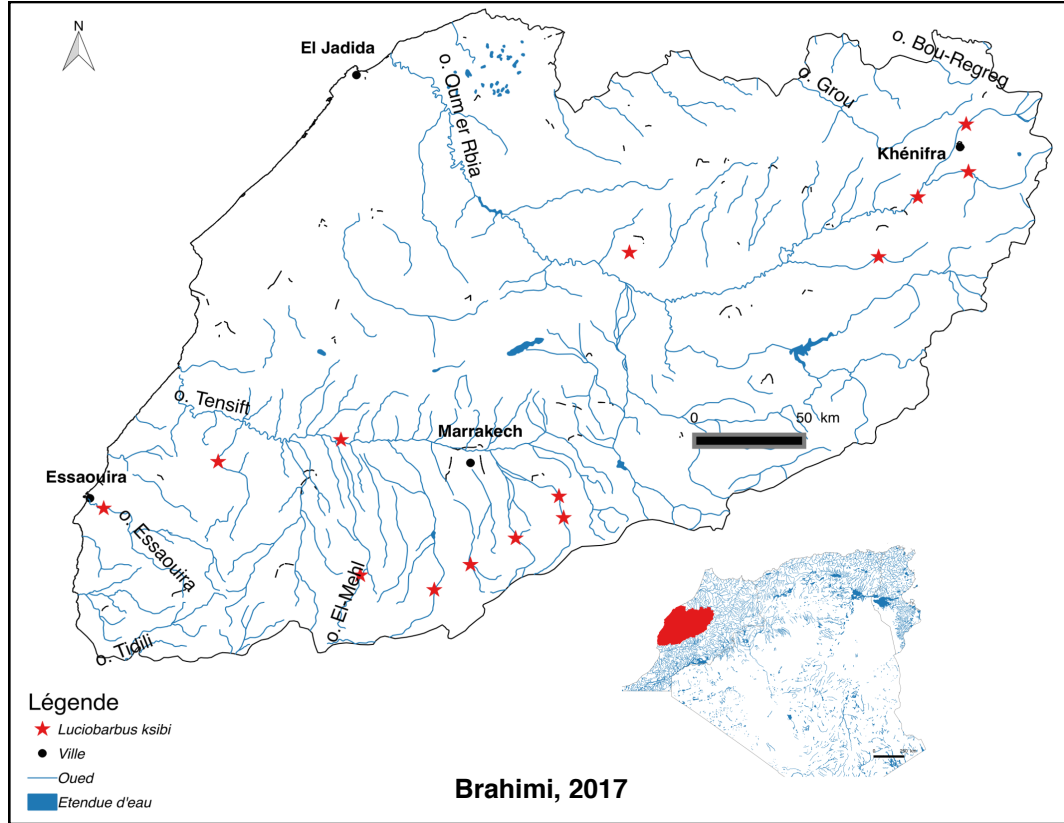 N
El Jadida
o. Oum er Rbia
o. Bou-Regreg
o. Grou
Khénifra
o. Tensift
0 50 km
Marrakech
Essaouira
o. Essaouira
o. El-Mehl
o. Tidili
Légende
Luciobarbus ksibi
Ville
Oued
Etendue d'eau
Brahimi, 2017